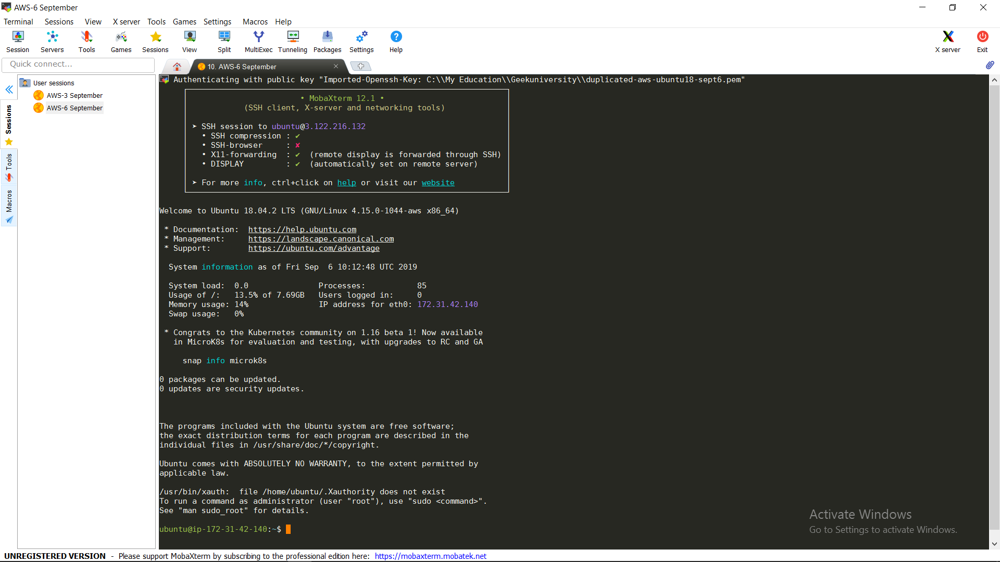 AWS-6 September
Terminal Sessions View X server Tools Games Settings Macros Help
Session Servers Tools Games Sessions View Split MultiExec Tunneling Packages Settings Help X server Exit
Quick connect...
10. AWS-6 September
User sessions
AWS-3 September
AWS-6 September
Sessions
Tools
Macros
Authenticating with public key "Imported-Openssh-Key: C:\\My Education\\Geekuniversity\\duplicated-aws-ubuntu18-sept6.pem"
• MobaXterm 12.1 •
(SSH client, X-server and networking tools)
➤ SSH session to ubuntu@3.122.216.132
• SSH compression : ✔
• SSH-browser : ✘
• X11-forwarding : ✔ (remote display is forwarded through SSH)
• DISPLAY : ✔ (automatically set on remote server)
➤ For more info, ctrl+click on help or visit our website
Welcome to Ubuntu 18.04.2 LTS (GNU/Linux 4.15.0-1044-aws x86_64)
* Documentation: https://help.ubuntu.com
* Management: https://landscape.canonical.com
* Support: https://ubuntu.com/advantage
System information as of Fri Sep 6 10:12:48 UTC 2019
System load: 0.0 Processes: 85
Usage of /: 13.5% of 7.69GB Users logged in: 0
Memory usage: 14% IP address for eth0: 172.31.42.140
Swap usage: 0%
* Congrats to the Kubernetes community on 1.16 beta 1! Now available
in MicroK8s for evaluation and testing, with upgrades to RC and GA
snap info microk8s
0 packages can be updated.
0 updates are security updates.
The programs included with the Ubuntu system are free software;
the exact distribution terms for each program are described in the
individual files in /usr/share/doc/*/copyright.
Ubuntu comes with ABSOLUTELY NO WARRANTY, to the extent permitted by
applicable law.
/usr/bin/xauth: file /home/ubuntu/.Xauthority does not exist
To run a command as administrator (user "root"), use "sudo <command>".
See "man sudo_root" for details.
ubuntu@ip-172-31-42-140:~$
Activate Windows
Go to Settings to activate Windows.
UNREGISTERED VERSION - Please support MobaXterm by subscribing to the professional edition here: https://mobaxterm.mobatek.net